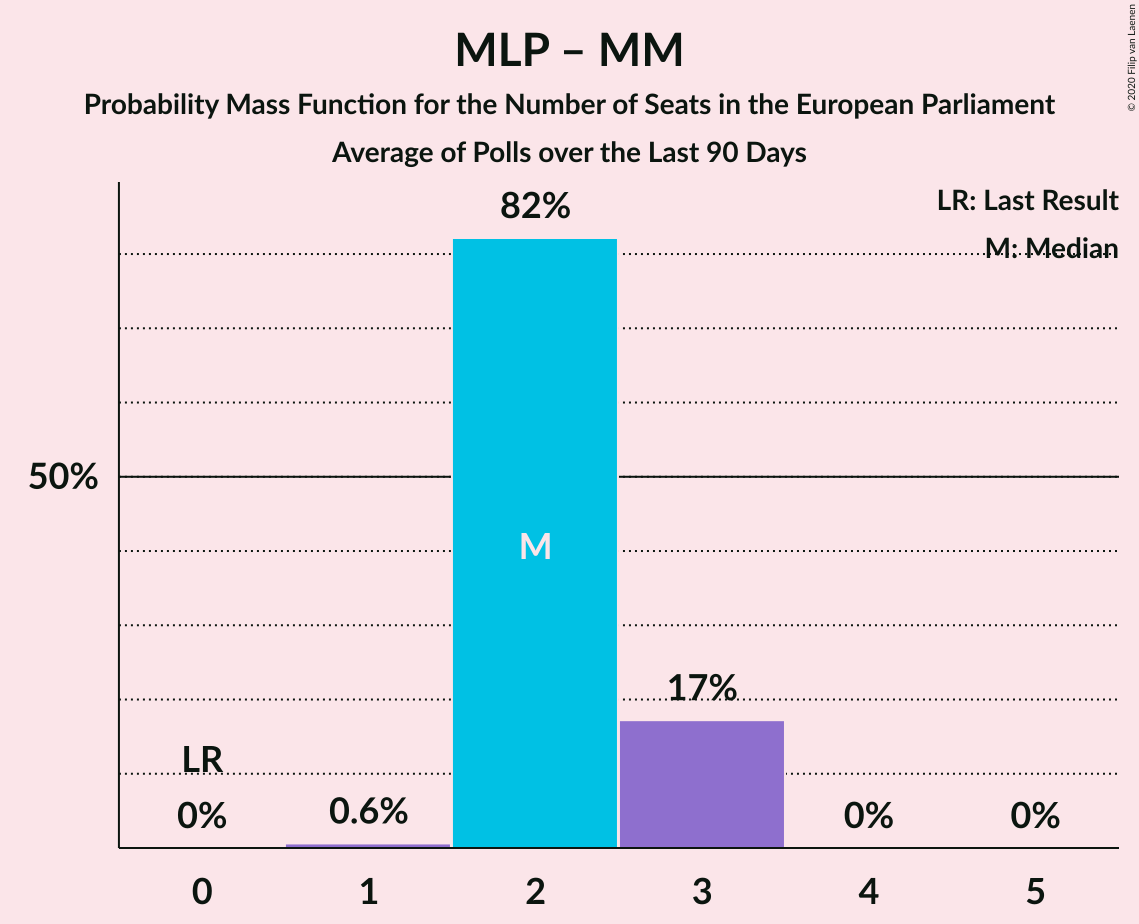 MLP – MM
Probability Mass Function for the Number of Seats in the European Parliament
Average of Polls over the Last 90 Days
© 2020 Filip van Laenen
LR: Last Result
M: Median
82%
50%
M
17%
LR
0%
0.6%
0%
0%
0 1 2 3 4 5